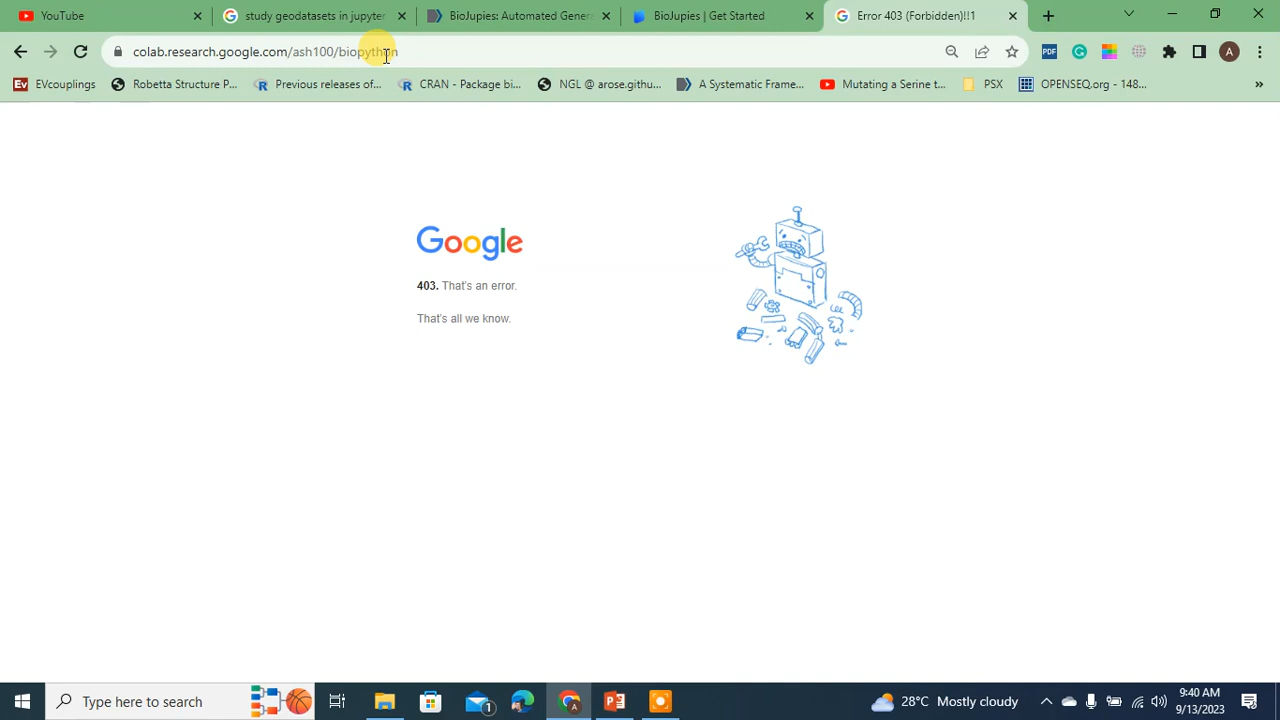 YouTube
study geodatasets in jupyter
BioJupies: Automated Gener
BioJupies | Get Started
Error 403 (Forbidden)!!1
colab.research.google.com/ash100/biopython
PDF
A
Ev EVcouplings
Robetta Structure P...
Previous releases of...
CRAN - Package bi...
NGL @ arose.githu...
A Systematic Frame...
Mutating a Serine t...
PSX
OPENSEQ.org - 148...
»
Google
403. That's an error.
That's all we know.
Type here to search
1
28°C Mostly cloudy
9:40 AM
9/13/2023